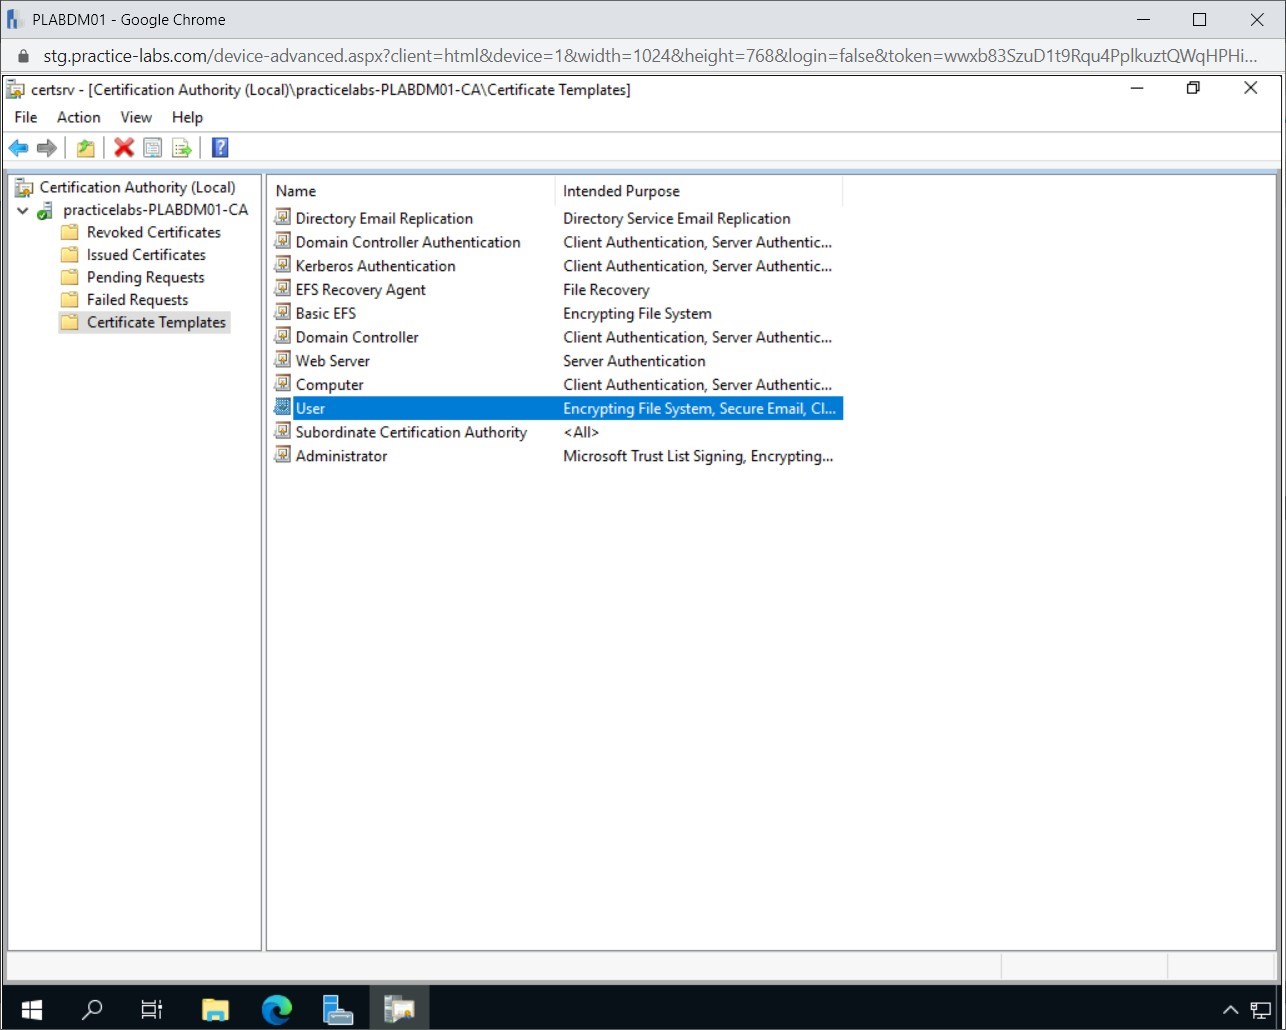 PLABDM01 - Google Chrome
stg.practice-labs.com/device-advanced.aspx?client=html&device=1&width=1024&height=768&login=false&token=wwxb83SzuD1t9Rqu4PplkuztQWqHPHi...
certsrv - [Certification Authority (Local)\practicelabs-PLABDM01-CA\Certificate Templates]
File Action View Help
Certification Authority (Local)
practicelabs-PLABDM01-CA
Revoked Certificates
Issued Certificates
Pending Requests
Failed Requests
Certificate Templates
Name Intended Purpose
Directory Email Replication Directory Service Email Replication
Domain Controller Authentication Client Authentication, Server Authentic...
Kerberos Authentication Client Authentication, Server Authentic...
EFS Recovery Agent File Recovery
Basic EFS Encrypting File System
Domain Controller Client Authentication, Server Authentic...
Web Server Server Authentication
Computer Client Authentication, Server Authentic...
User Encrypting File System, Secure Email, Cl...
Subordinate Certification Authority <All>
Administrator Microsoft Trust List Signing, Encrypting...